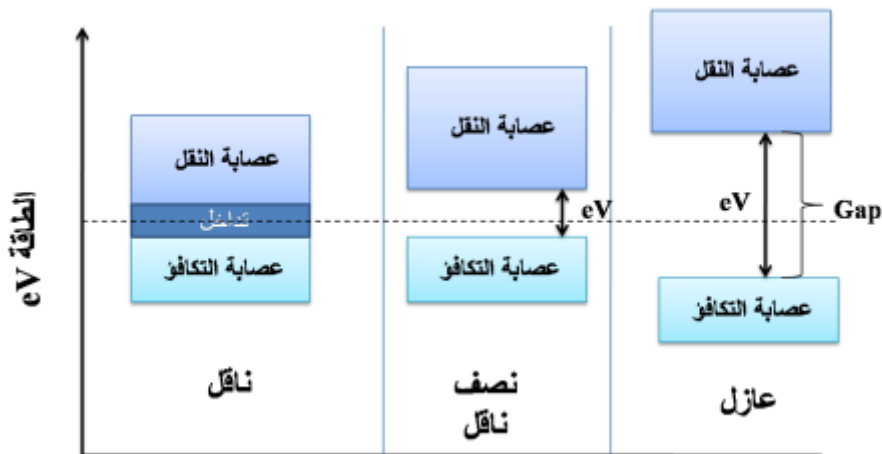 الطاقة eV
عصابة النقل
تداخل
عصابة التكافؤ
ناقل
عصابة النقل
eV
عصابة التكافؤ
نصف
ناقل
عصابة النقل
eV
Gap
عصابة التكافؤ
عازل